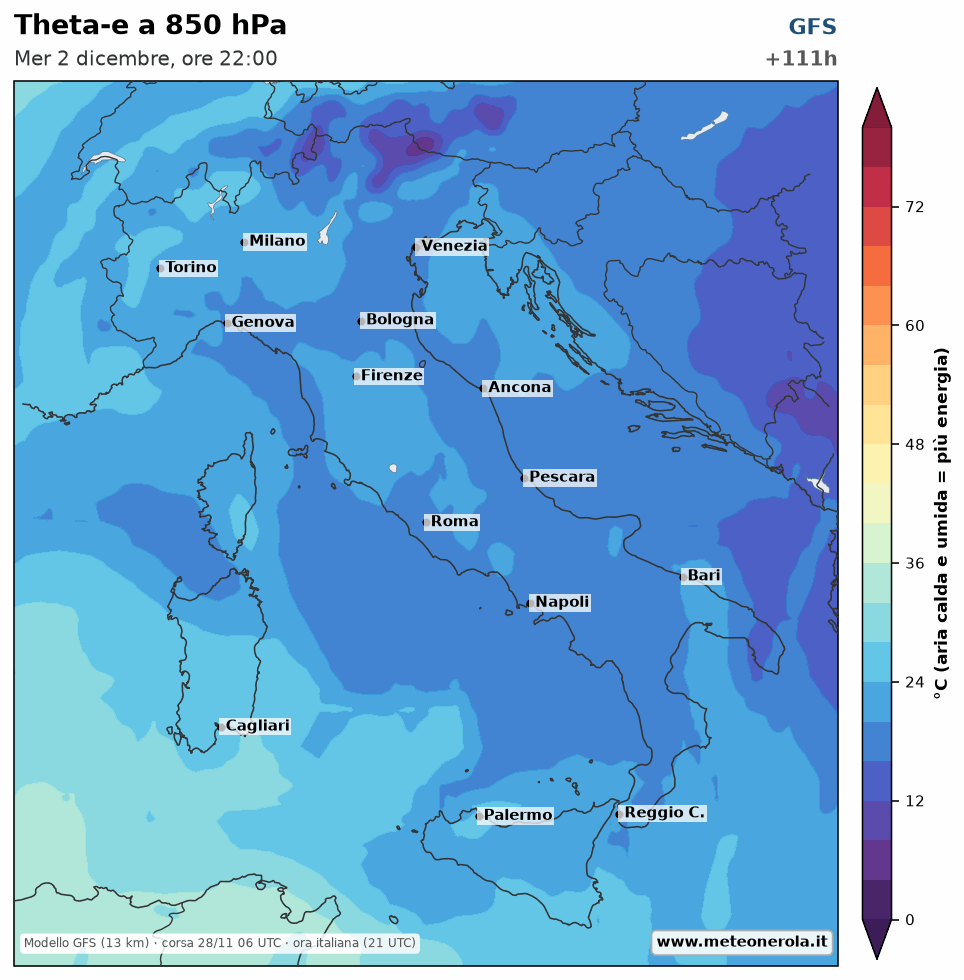 Theta-e a 850 hPa
GFS
Mer 2 dicembre, ore 22:00
+111h
Milano
Venezia
Torino
Genova
Bologna
Firenze
Ancona
Pescara
Roma
Bari
Napoli
Cagliari
Palermo
Reggio C.
72
60
48
36
24
12
0
°C (aria calda e umida = più energia)
Modello GFS (13 km) · corsa 28/11 06 UTC · ora italiana (21 UTC)
www.meteonerola.it